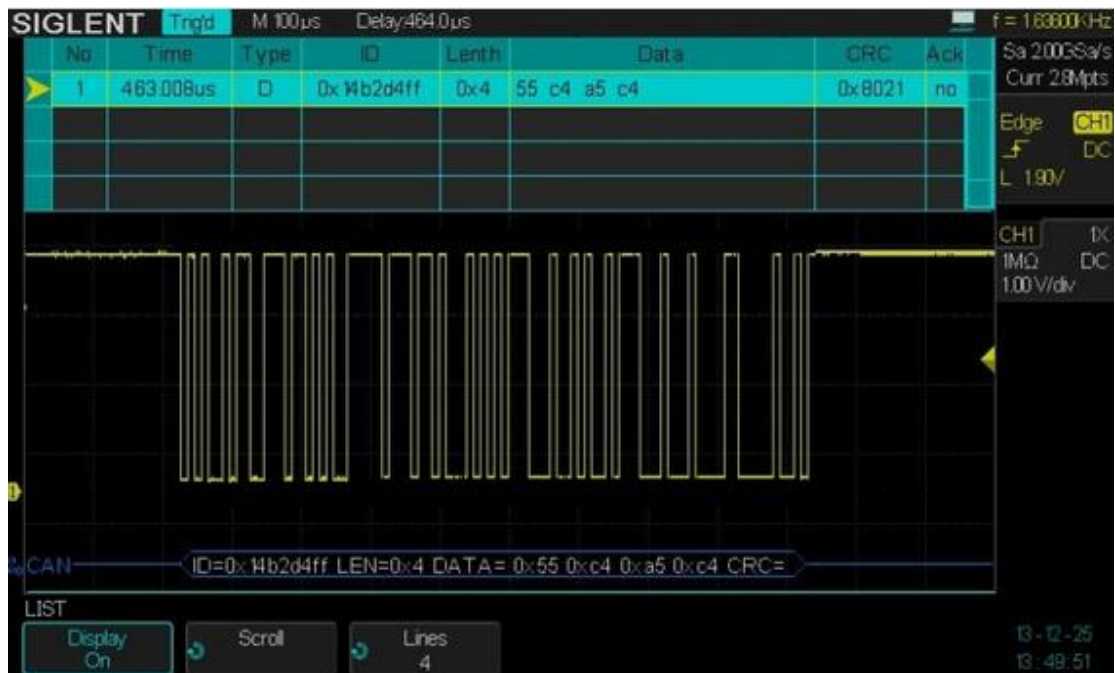 SIGLENT Trig'd M 100µs Delay:464.0µs f = 1.63600KHz
No Time Type ID Lenth Data CRC Ack
1 463.008us D 0x14b2d4ff 0x4 55 c4 a5 c4 0x8021 no
Sa 2.00GSa/s
Curr 2.8Mpts
Edge CH1
DC
L 1.90V
CH1 1X
1MΩ DC
1.00 V/div
1
CAN ID=0x14b2d4ff LEN=0x4 DATA= 0x55 0xc4 0xa5 0xc4 CRC=
LIST
Display
On
Scroll
Lines
4
13-12-25
13:49:51